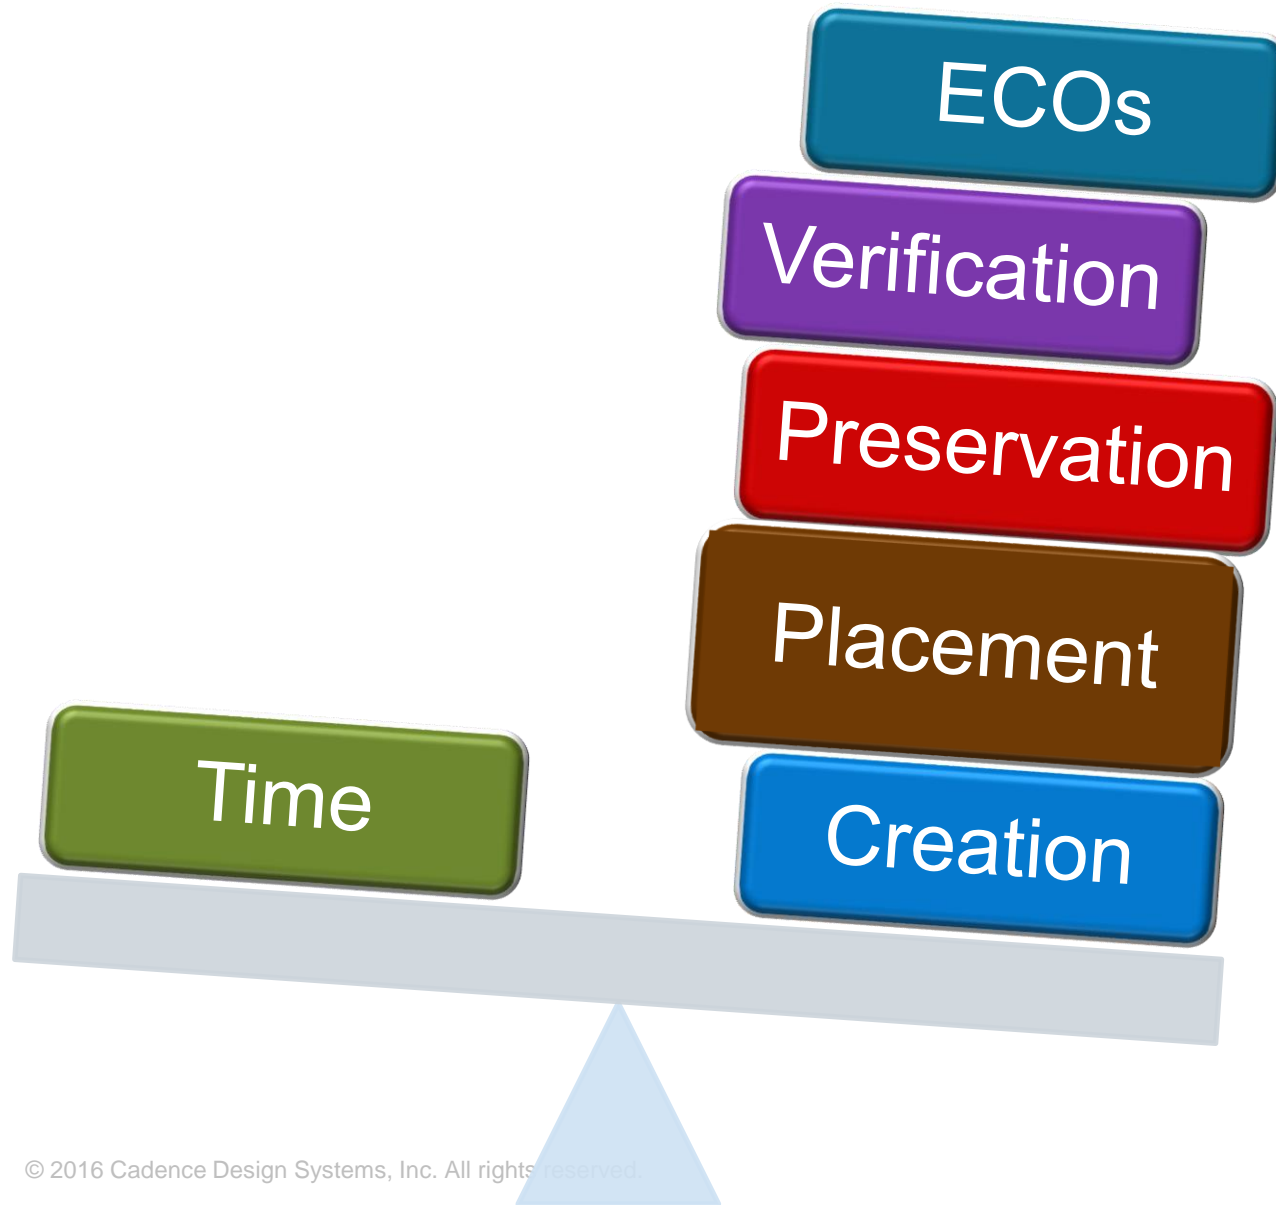 ECOs
Verification
Preservation
Placement
Time
Creation
© 2016 Cadence Design Systems, Inc. All rights reserved.